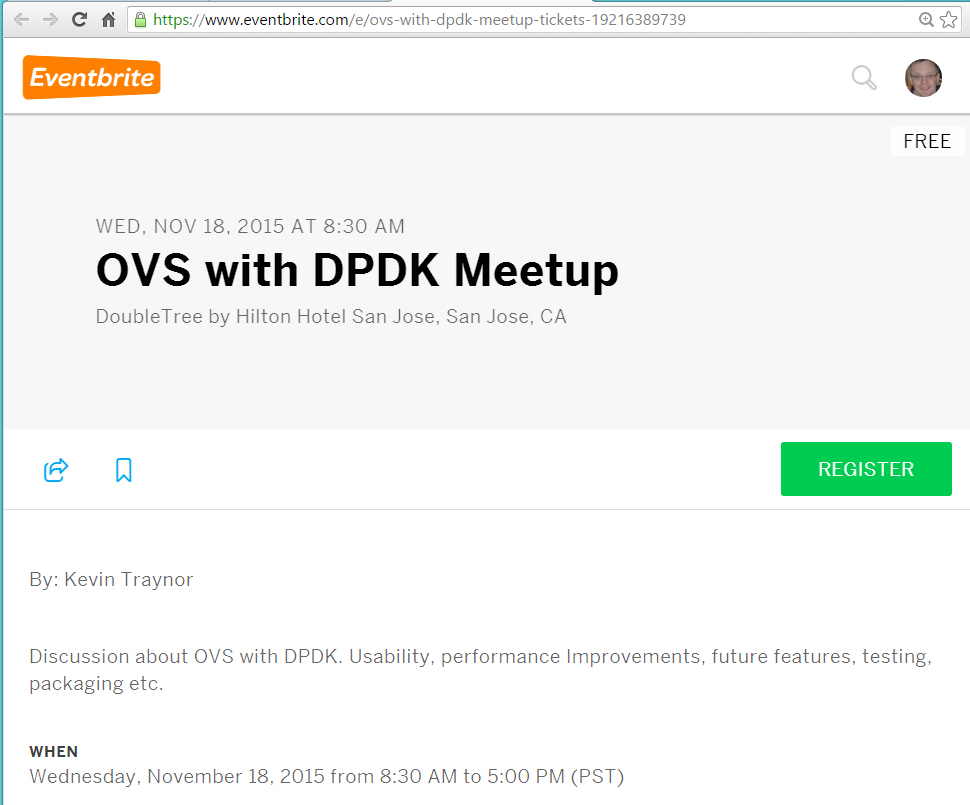 https://www.eventbrite.com/e/ovs-with-dpdk-meetup-tickets-19216389739
Eventbrite
FREE
WED, NOV 18, 2015 AT 8:30 AM
OVS with DPDK Meetup
DoubleTree by Hilton Hotel San Jose, San Jose, CA
REGISTER
By: Kevin Traynor
Discussion about OVS with DPDK. Usability, performance Improvements, future features, testing,
packaging etc.
WHEN
Wednesday, November 18, 2015 from 8:30 AM to 5:00 PM (PST)